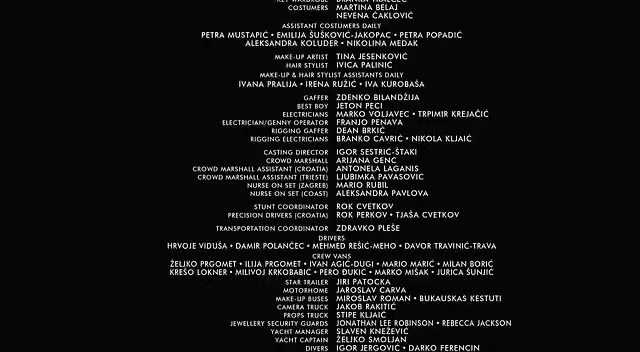 COSTUMERS MARTINA BELAJ
NEVENA ČAKLOVIĆ
ASSISTANT COSTUMERS DAILY
PETRA MUSTAPIĆ • EMILIJA ŠUŠKOVIĆ-JAKOPAC • PETRA POPADIĆ
ALEKSANDRA KOLUDER • NIKOLINA MEDAK
MAKE-UP ARTIST TINA JESENKOVIĆ
HAIR STYLIST IVICA PALINIC
MAKE-UP & HAIR STYLIST ASSISTANTS DAILY
IVANA PRALIJA • IRENA RUŽIĆ • IVA KUROBAŠA
GAFFER ZDENKO BILANDŽIJA
BEST BOY JETON PECI
ELECTRICIANS MARKO VOLJAVEC • TRPIMIR KREJAČIĆ
ELECTRICIAN/GENNY OPERATOR FRANJO PENAVA
RIGGING GAFFER DEAN BRKIĆ
RIGGING ELECTRICIANS BRANKO CAVRIĆ • NIKOLA KLJAIĆ
CASTING DIRECTOR IGOR SESTRIĆ-ŠTAKI
CROWD MARSHALL ARIJANA GENC
CROWD MARSHALL ASSISTANT (CROATIA) ANTONELA LAGANIS
CROWD MARSHALL ASSISTANT (TRIESTE) LJUBIMKA PAVASOVIC
NURSE ON SET (ZAGREB) MARIO RUBIL
NURSE ON SET (COAST) ALEKSANDRA PAVLOVA
STUNT COORDINATOR ROK CVETKOV
PRECISION DRIVERS (CROATIA) ROK PERKOV • TJAŠA CVETKOV
TRANSPORTATION COORDINATOR ZDRAVKO PLEŠE
DRIVERS
HRVOJE VIDUŠA • DAMIR POLANČEC • MEHMED REŠIĆ-MEHO • DAVOR TRAVINIĆ-TRAVA
CREW VANS
ŽELJKO PRGOMET • ILIJA PRGOMET • IVAN AGIC-DUGI • MARIO MARIĆ • MILAN BORIĆ
KREŠO LOKNER • MILIVOJ KRKOBABIĆ • PERO ĐUKIĆ • MARKO MIŠAK • JURICA ŠUNJIĆ
STAR TRAILER JIRI PATOCKA
MOTORHOME JAROSLAV CARVA
MAKE-UP BUSES MIROSLAV ROMAN • BUKAUSKAS KESTUTI
CAMERA TRUCK JAKOB RAKITIĆ
PROPS TRUCK STIPE KLJAIĆ
JEWELLERY SECURITY GUARDS JONATHAN LEE ROBINSON • REBECCA JACKSON
YACHT MANAGER SLAVEN KNEŽEVIĆ
YACHT CAPTAIN ŽELJKO SMOLJAN
DIVERS IGOR JERGOVIĆ • DARKO FERENCIN